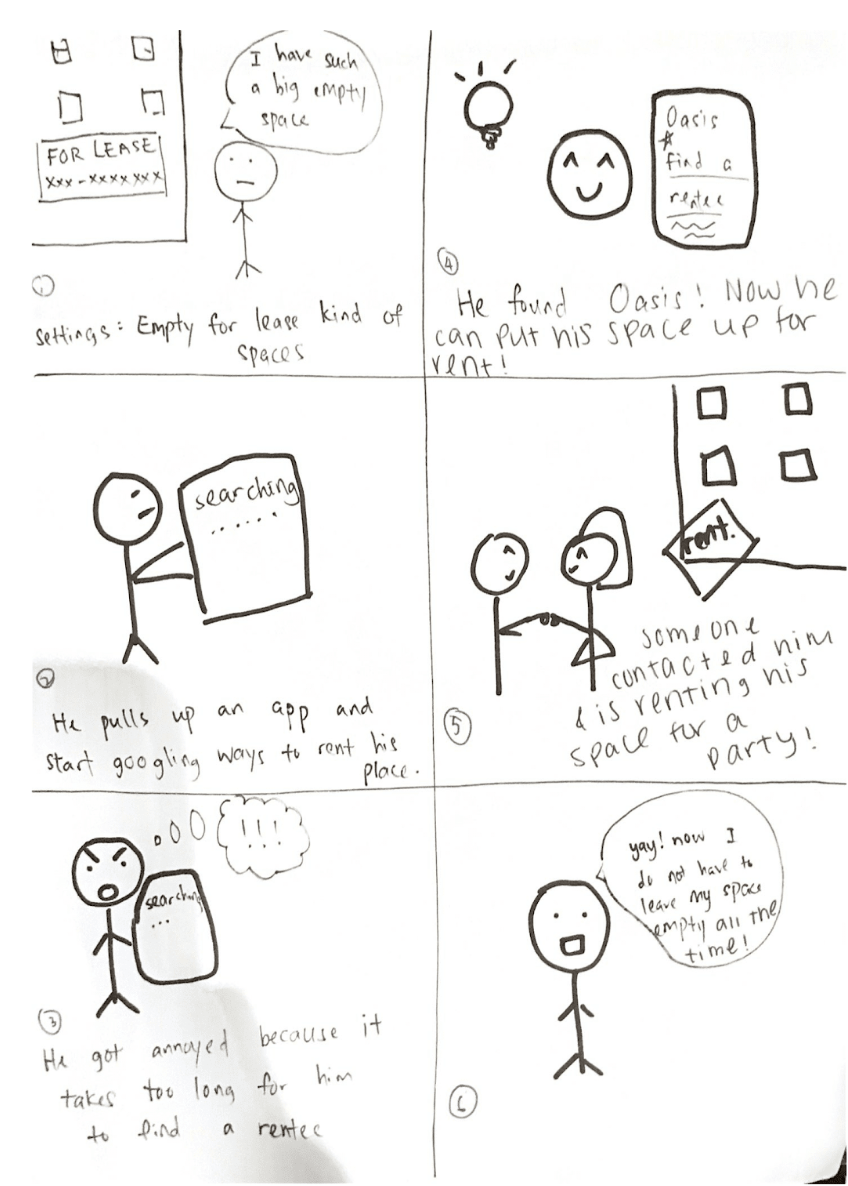 FOR LEASE
xxx-xxxxxxx
I have such
a big empty
space
1
settings: Empty for lease kind of
spaces
searching
......
2
He pulls up an app and
start googling ways to rent his
place.
!!!
searching
...
3
He got annoyed because it
takes too long for him
to find a rentee
Oasis
find a
rentee
4
He found Oasis! Now he
can put his space up for
rent!
rent.
5
someone
contacted him
& is renting his
space for a
party!
yay! now I
do not have to
leave my space
empty all the
time!
6